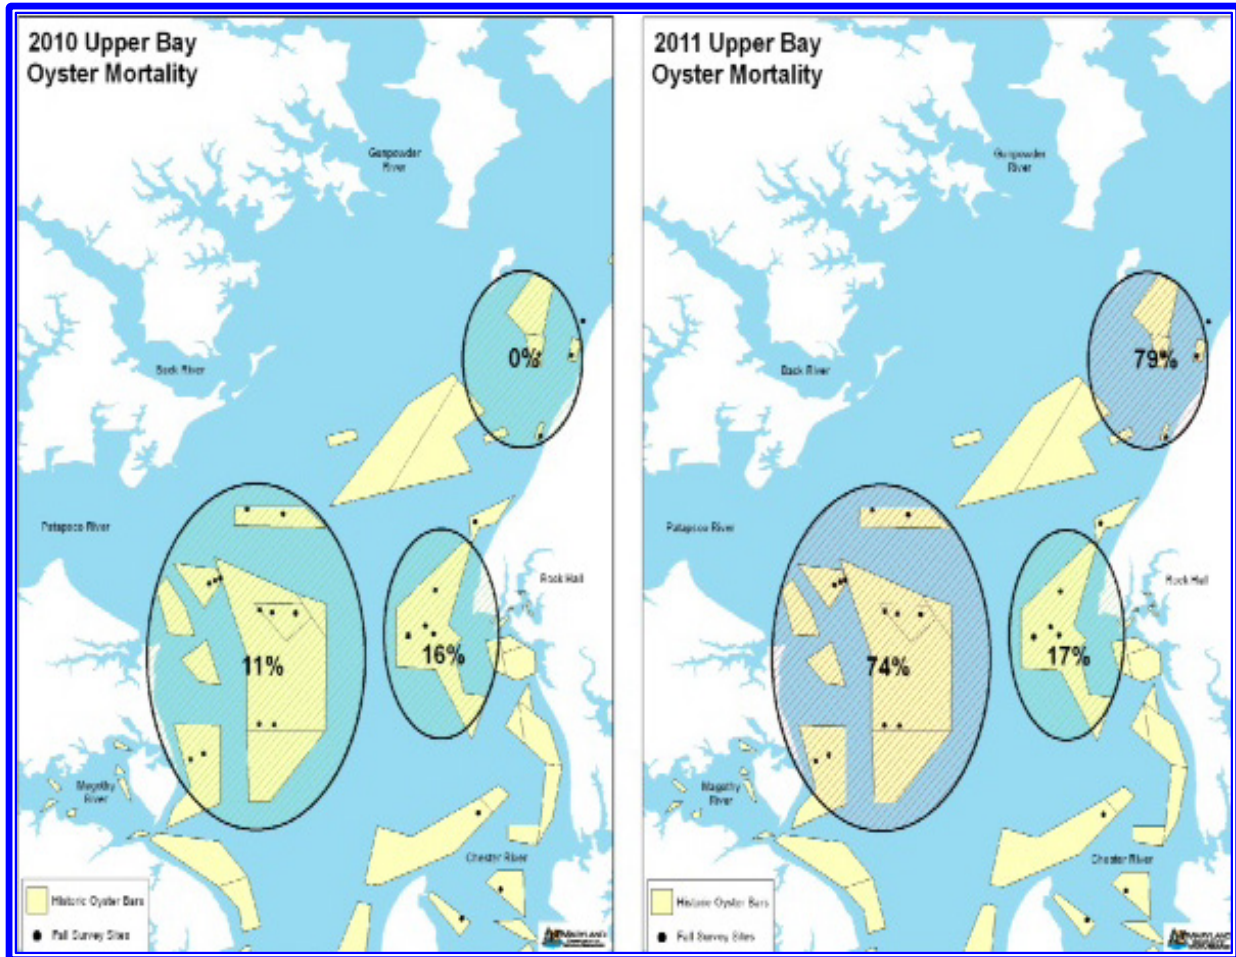 2010 Upper Bay
Oyster Mortality
Gunpowder
River
Back River
0%
Patapsco River
Rock Hall
11%
16%
Magothy
River
Chester River
Historic Oyster Bars
Fall Survey Sites
MARYLAND
2011 Upper Bay
Oyster Mortality
Gunpowder
River
Back River
79%
Patapsco River
Rock Hall
74%
17%
Magothy
River
Chester River
Historic Oyster Bars
Fall Survey Sites
MARYLAND